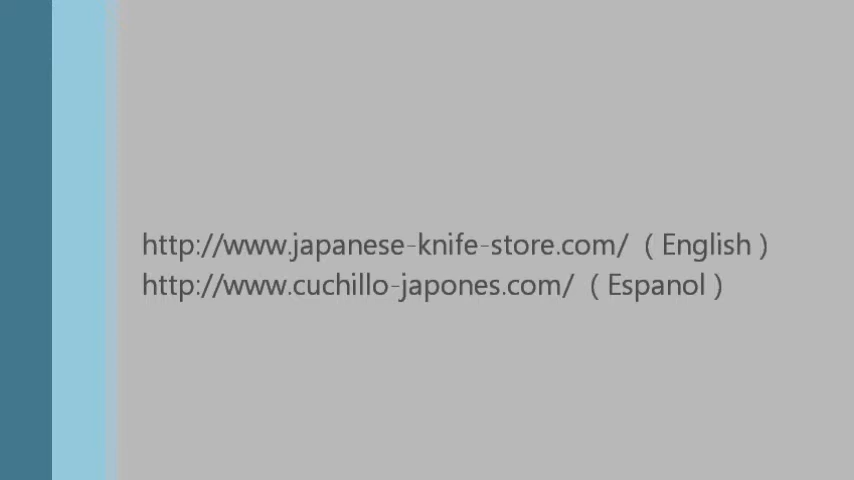 http://www.japanese-knife-store.com/ ( English )
http://www.cuchillo-japones.com/ ( Espanol )